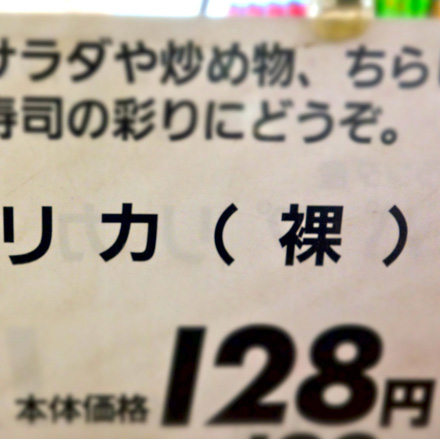 サラダや炒め物、ちらし
寿司の彩りにどうぞ。
リカ(裸)
本体価格 128円